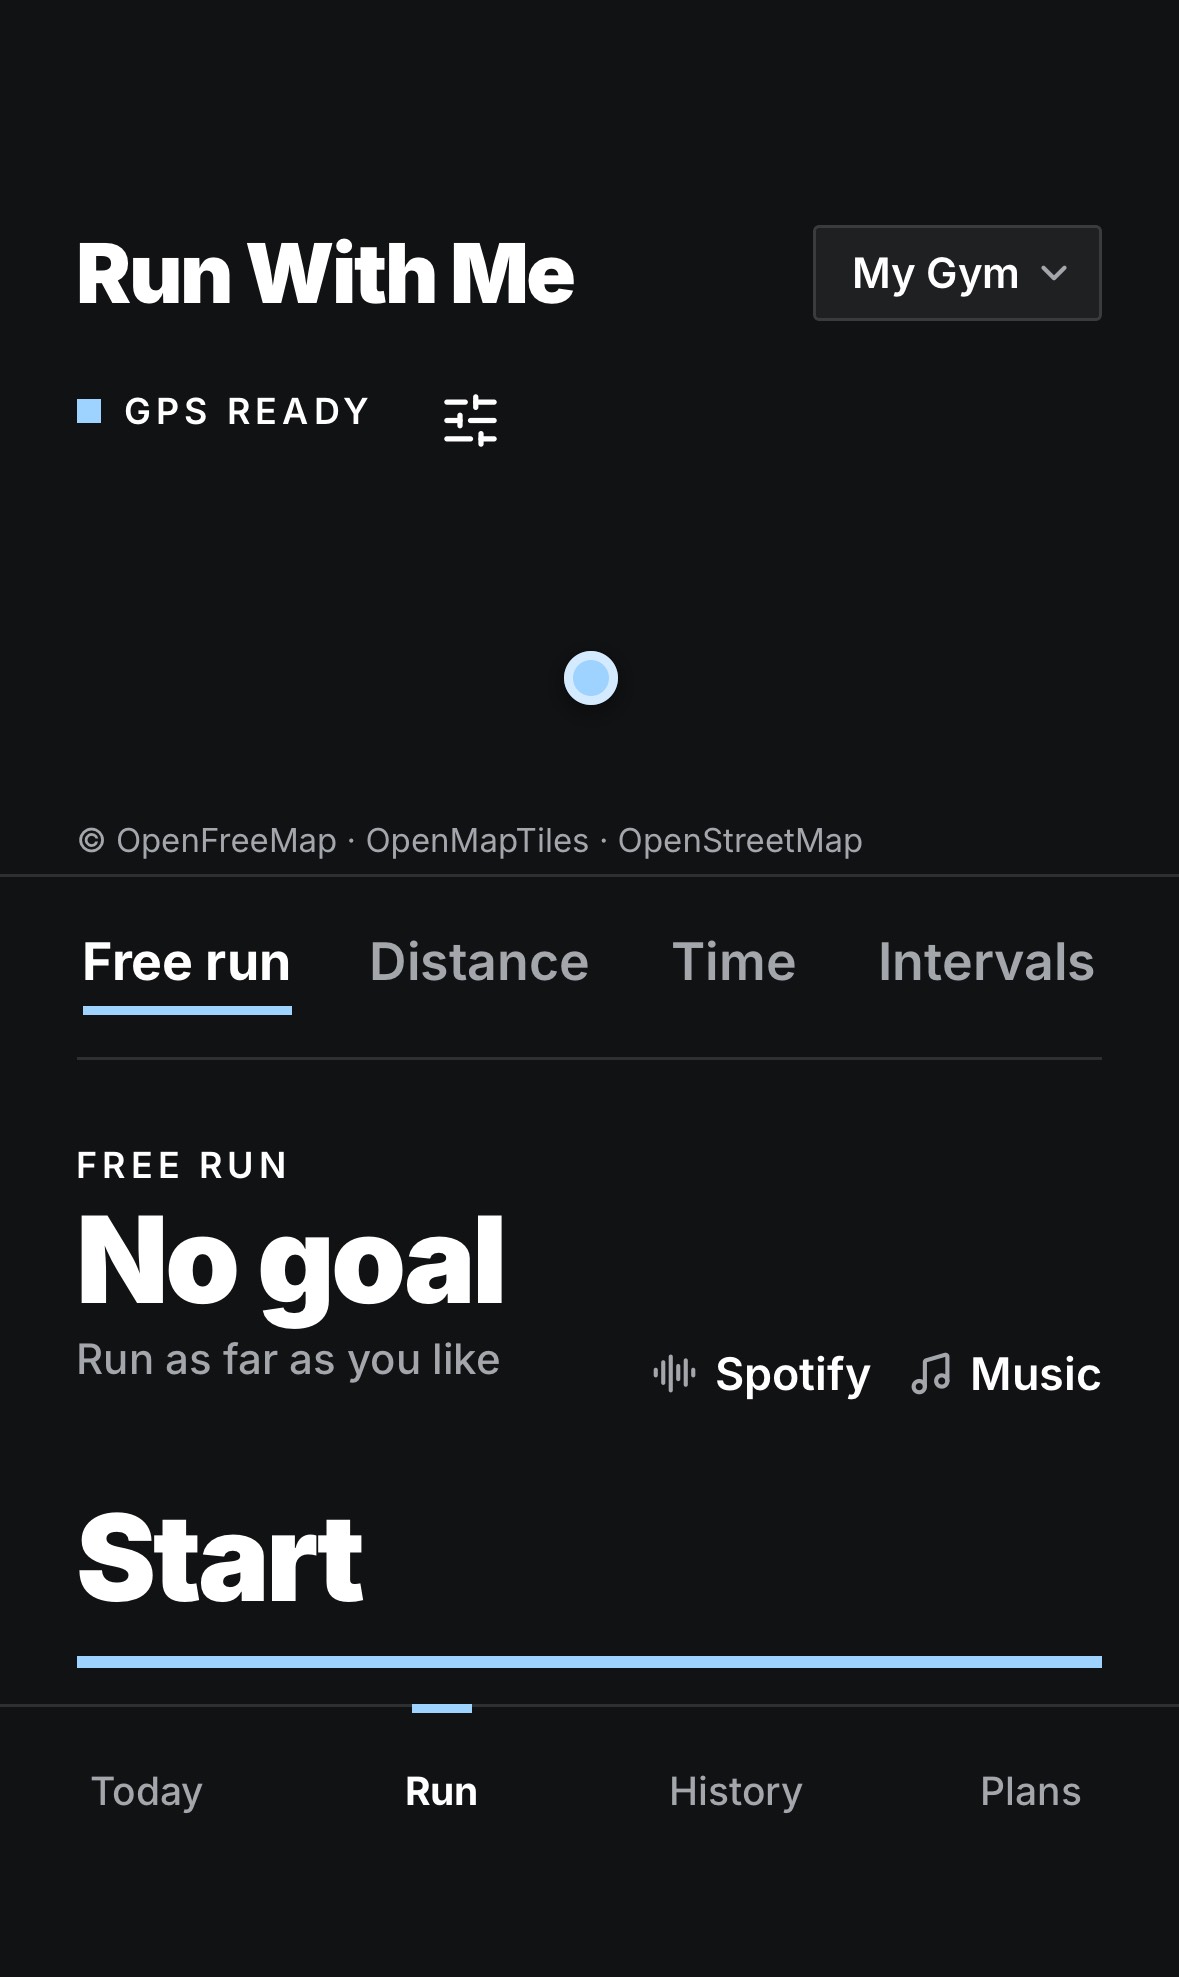 Run With Me
My Gym
GPS READY
© OpenFreeMap · OpenMapTiles · OpenStreetMap
Free run Distance Time Intervals
FREE RUN
No goal
Run as far as you like
Spotify Music
Start
Today Run History Plans